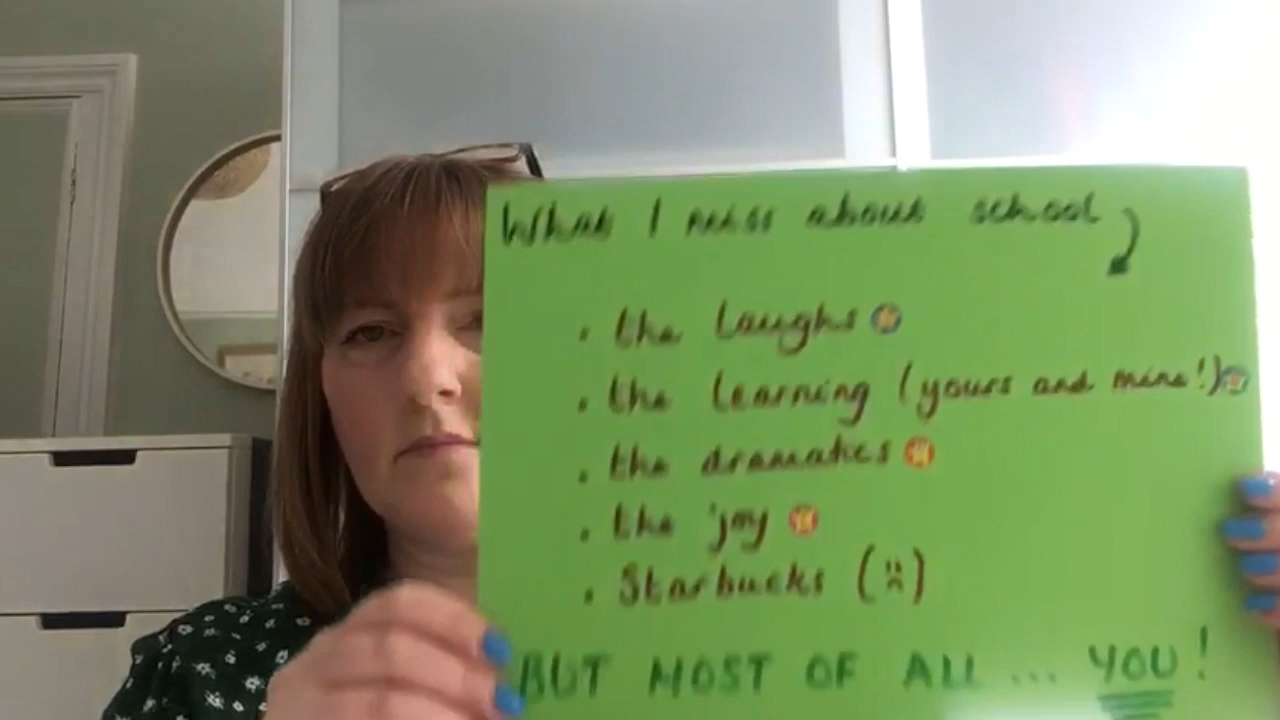 What I miss about school
• the laughs
• the learning (yours and mine!)
• the dramatics
• the joy
• Starbucks (:()
BUT MOST OF ALL ... YOU!